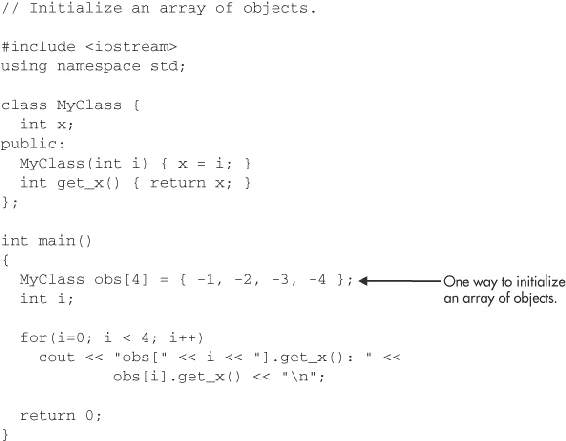 // Initialize an array of objects.
#include <iostream>
using namespace std;
class MyClass {
int x;
public:
MyClass(int i) { x = i; }
int get_x() { return x; }
};
int main()
{
MyClass obs[4] = { -1, -2, -3, -4 };
One way to initialize
an array of objects.
int i;
for(i=0; i < 4; i++)
cout << "obs[" << i << "].get_x(): " <<
obs[i].get_x() << "\n";
return 0;
}